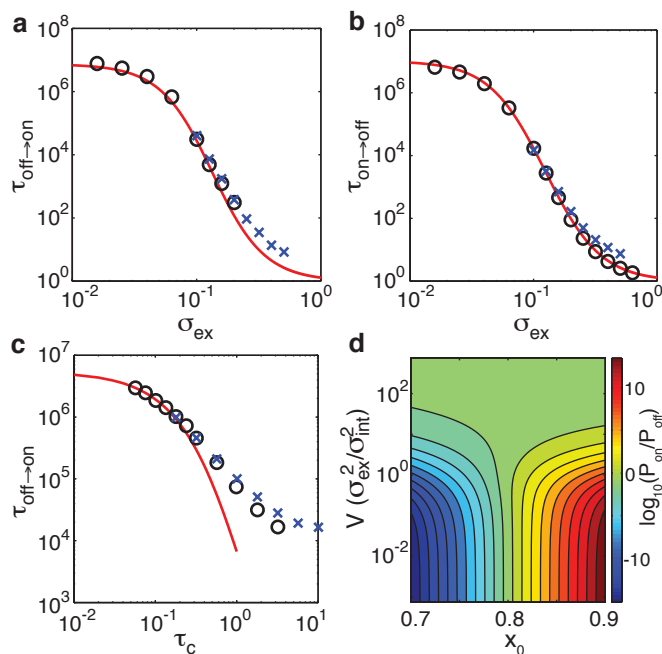 a
10^8
10^6
10^4
10^2
10^0
τ_off→on
10^-2
10^-1
10^0
σ_ex
b
10^8
10^6
10^4
10^2
10^0
τ_on→off
10^-2
10^-1
10^0
σ_ex
c
10^7
10^6
10^5
10^4
10^3
τ_off→on
10^-2
10^-1
10^0
10^1
τ_c
d
10^2
10^0
10^-2
V (σ_ex^2/σ_int^2)
0.7
0.8
0.9
x_0
10
0
-10
log_10(P_on/P_off)